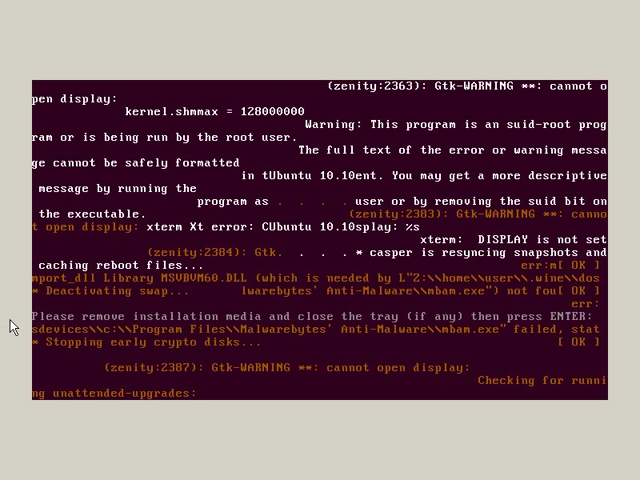 (zenity:2363): Gtk-WARNING **: cannot o
pen display:
kernel.shmmax = 128000000
Warning: This program is an suid-root prog
ram or is being run by the root user.
The full text of the error or warning messa
ge cannot be safely formatted
in tUbuntu 10.10ent. You may get a more descriptive
message by running the
program as . . . . user or by removing the suid bit on
the executable. (zenity:2383): Gtk-WARNING **: canno
t open display: xterm Xt error: CUbuntu 10.10splay: %s
xterm: DISPLAY is not set
(zenity:2384): Gtk. . . . * casper is resyncing snapshots and
caching reboot files... err:m[ OK ]
mport_dll Library MSVBVM60.DLL (which is needed by L"Z:\\home\\user\\.wine\\dos
* Deactivating swap... lwarebytes' Anti-Malware\\mbam.exe") not fou[ OK ]
err:
Please remove installation media and close the tray (if any) then press ENTER:
sdevices\\c:\\Program Files\\Malwarebytes' Anti-Malware\\mbam.exe" failed, stat
* Stopping early crypto disks... [ OK ]
(zenity:2387): Gtk-WARNING **: cannot open display:
Checking for runni
ng unattended-upgrades: